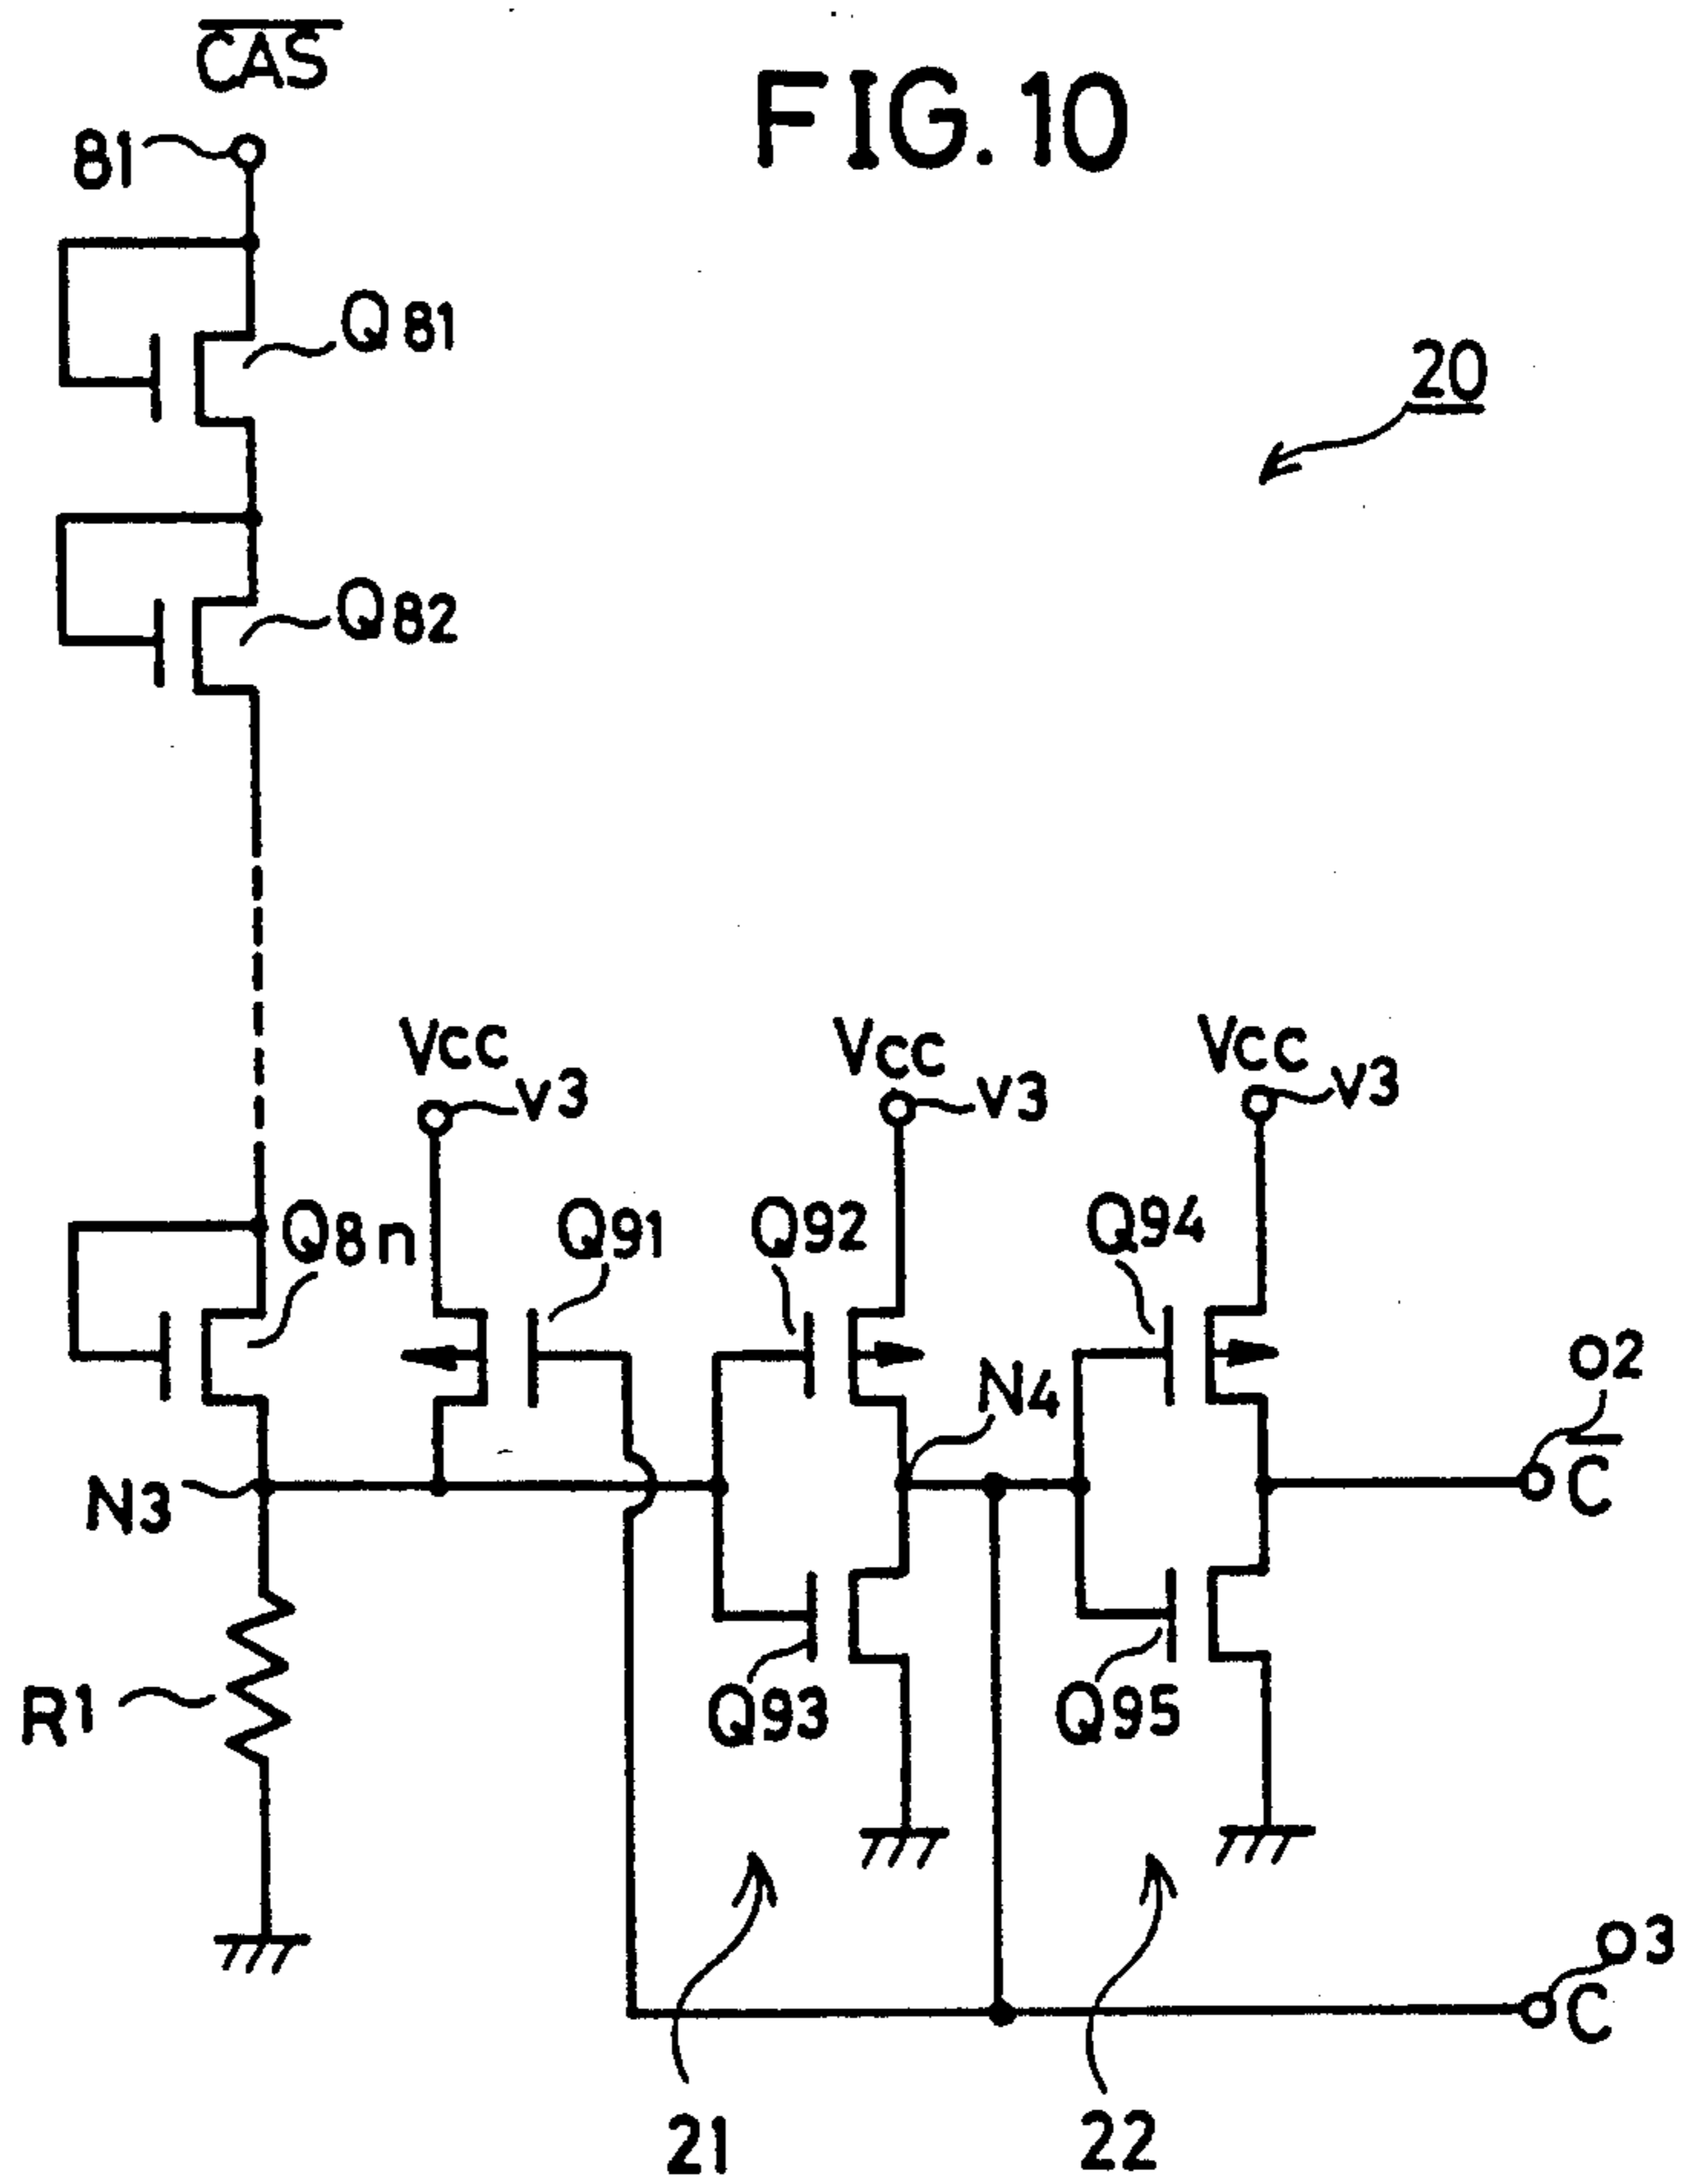 C̅A̅S̅
FIG.10
81
Q81
20
Q82
Vcc
v3
Vcc
v3
Vcc
v3
Q8n
Q91
Q92
Q94
N4
o2
N3
C̅
R1
Q93
Q95
o3
C
21
22